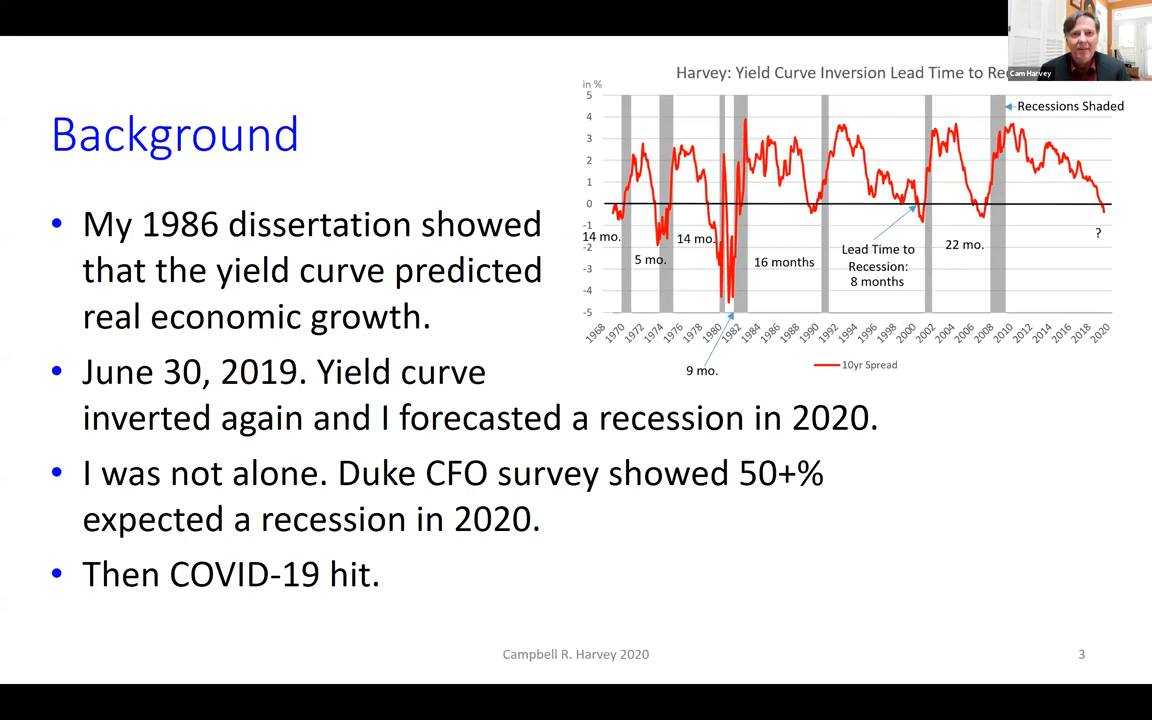 Harvey: Yield Curve Inversion Lead Time to Re
Cam Harvey
in %
5
4
3
2
1
0
-1
-2
-3
-4
-5
Recessions Shaded
14 mo.
5 mo.
14 mo.
9 mo.
16 months
Lead Time to
Recession:
8 months
22 mo.
?
1968 1970 1972 1974 1976 1978 1980 1982 1984 1986 1988 1990 1992 1994 1996 1998 2000 2002 2004 2006 2008 2010 2012 2014 2016 2018 2020
10yr Spread
Background
• My 1986 dissertation showed
that the yield curve predicted
real economic growth.
• June 30, 2019. Yield curve
inverted again and I forecasted a recession in 2020.
• I was not alone. Duke CFO survey showed 50+%
expected a recession in 2020.
• Then COVID-19 hit.
Campbell R. Harvey 2020
3